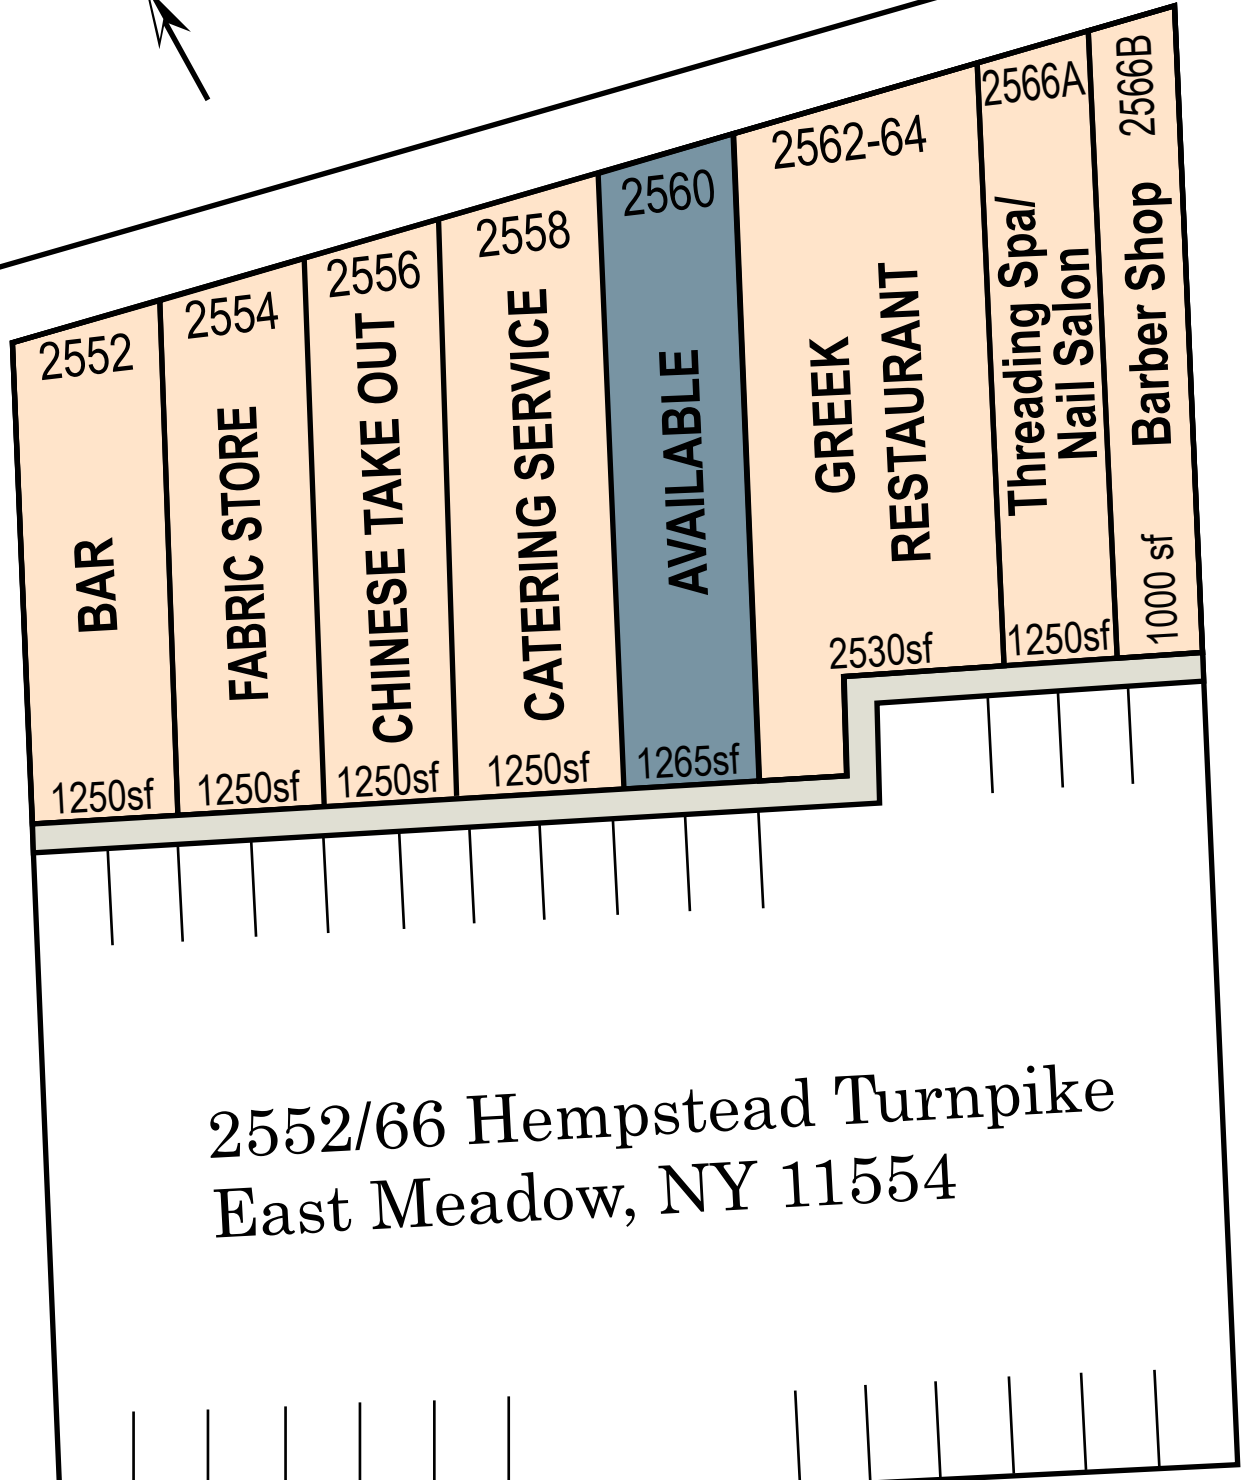 2552
BAR
1250sf
2554
FABRIC STORE
1250sf
2556
CHINESE TAKE OUT
1250sf
2558
CATERING SERVICE
1250sf
2560
AVAILABLE
1265sf
2562-64
GREEK
RESTAURANT
2530sf
2566A
Threading Spa/
Nail Salon
1250sf
2566B
Barber Shop
1000 sf
2552/66 Hempstead Turnpike
East Meadow, NY 11554